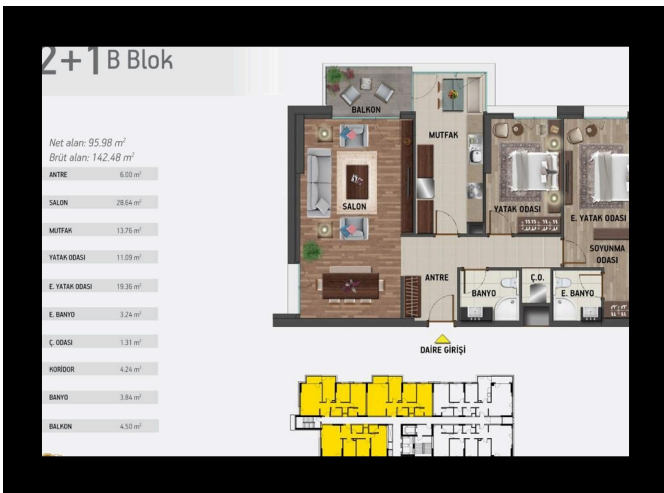 2+1 B Blok
Net alan: 95.98 m²
Brüt alan: 142.48 m²
ANTRE 6.00 m²
SALON 28.64 m²
MUTFAK 13.76 m²
YATAK ODASI 11.09 m²
E. YATAK ODASI 19.36 m²
E. BANYO 3.24 m²
Ç. ODASI 1.31 m²
KORİDOR 4.24 m²
BANYO 3.84 m²
BALKON 4.50 m²
BALKON
MUTFAK
SALON
YATAK ODASI
E. YATAK ODASI
SOYUNMA
ODASI
ANTRE
BANYO
Ç.O.
E. BANYO
DAİRE GİRİŞİ